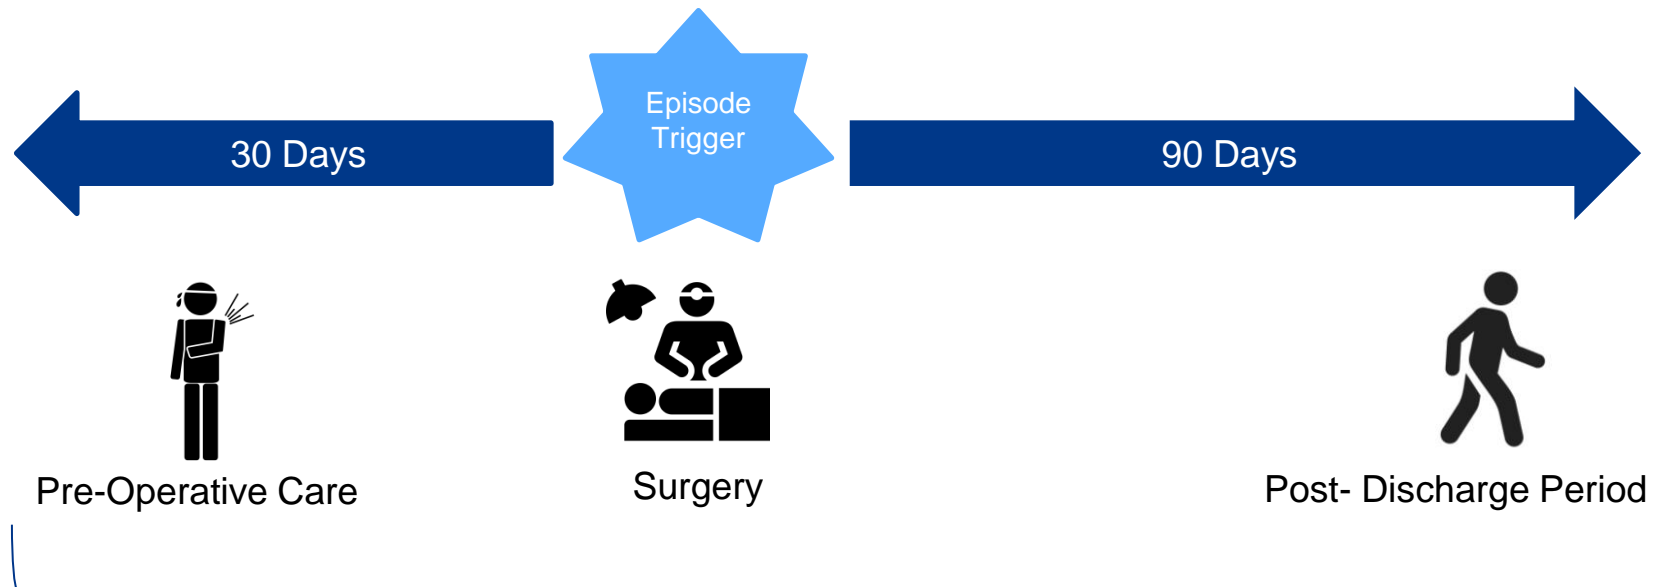 Episode
Trigger
30 Days
90 Days
Pre-Operative Care
Surgery
Post- Discharge Period